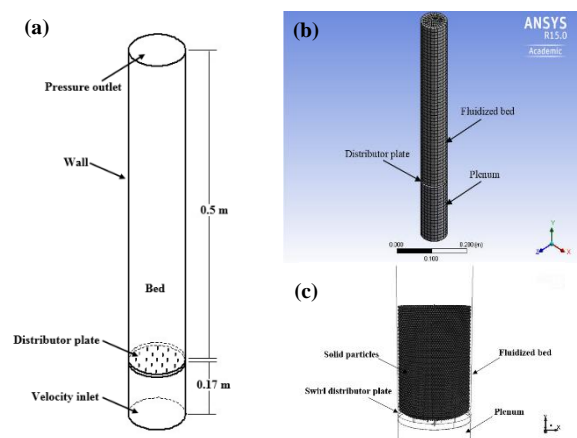 (a)
Pressure outlet
Wall
0.5 m
Bed
Distributor plate
0.17 m
Velocity inlet
(b)
ANSYS
R15.0
Academic
Fluidized bed
Distributor plate
Plenum
0.000
0.200 (m)
0.100
Y
Z
X
(c)
Solid particles
Fluidized bed
Swirl distributor plate
Plenum
Y
X